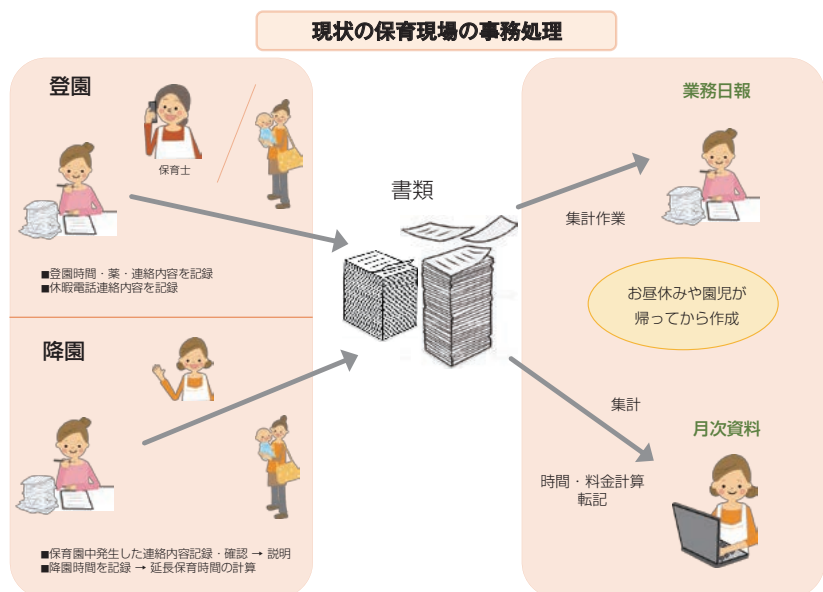 現状の保育現場の事務処理
登園
保育士
■登園時間・薬・連絡内容を記録
■休暇電話連絡内容を記録
降園
■保育園中発生した連絡内容記録・確認 → 説明
■降園時間を記録 → 延長保育時間の計算
書類
集計作業
業務日報
お昼休みや園児が
帰ってから作成
集計
月次資料
時間・料金計算
転記